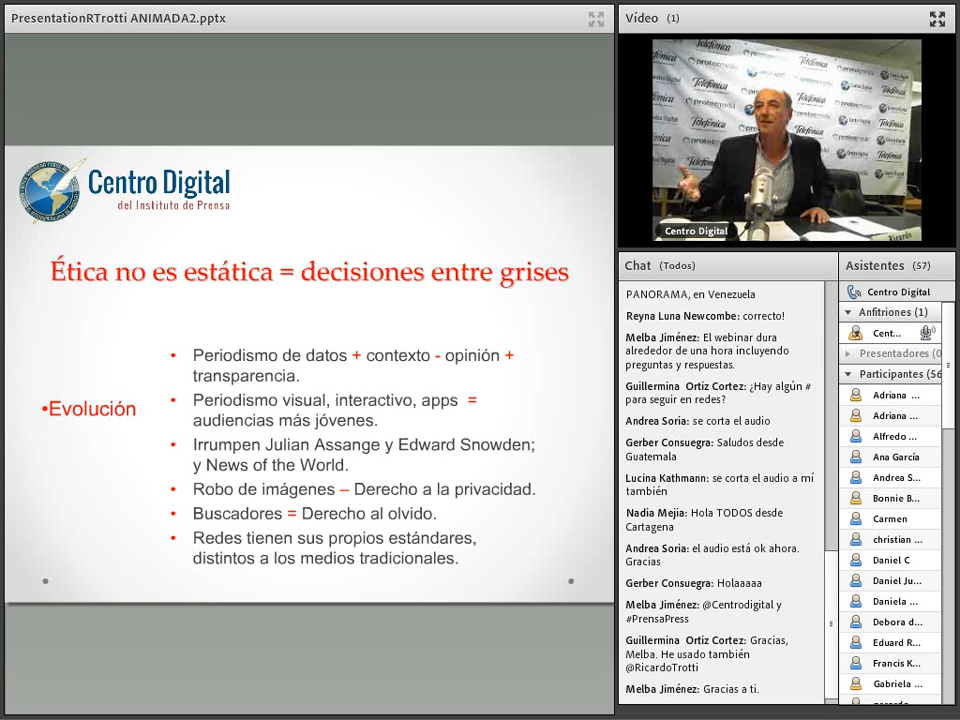 PresentationRTrotti ANIMADA2.pptx
Centro Digital
del Instituto de Prensa
Ética no es estática = decisiones entre grises
•Evolución
• Periodismo de datos + contexto - opinión +
transparencia.
• Periodismo visual, interactivo, apps =
audiencias más jóvenes.
• Irrumpen Julian Assange y Edward Snowden;
y News of the World.
• Robo de imágenes – Derecho a la privacidad.
• Buscadores = Derecho al olvido.
• Redes tienen sus propios estándares,
distintos a los medios tradicionales.
Vídeo (1)
Telefónica
protecmedia
Centro Digital
Ricardo
Chat (Todos)
PANORAMA, en Venezuela
Reyna Luna Newcombe: correcto!
Melba Jiménez: El webinar dura
alrededor de una hora incluyendo
preguntas y respuestas.
Guillermina Ortiz Cortez: ¿Hay algún #
para seguir en redes?
Andrea Soria: se corta el audio
Gerber Consuegra: Saludos desde
Guatemala
Lucina Kathmann: se corta el audio a mí
también
Nadia Mejia: Hola TODOS desde
Cartagena
Andrea Soria: el audio está ok ahora.
Gracias
Gerber Consuegra: Holaaaaa
Melba Jiménez: @Centrodigital y
#PrensaPress
Guillermina Ortiz Cortez: Gracias,
Melba. He usado también
@RicardoTrotti
Melba Jiménez: Gracias a ti.
Asistentes (57)
Centro Digital
Anfitriones (1)
Cent...
Presentadores (0
Participantes (56
Adriana ...
Adriana ...
Alfredo ...
Ana García
Andrea S...
Bonnie B...
Carmen
christian ...
Daniel C
Daniel Ju...
Daniela ...
Debora d...
Eduard R...
Francis K...
Gabriela ...